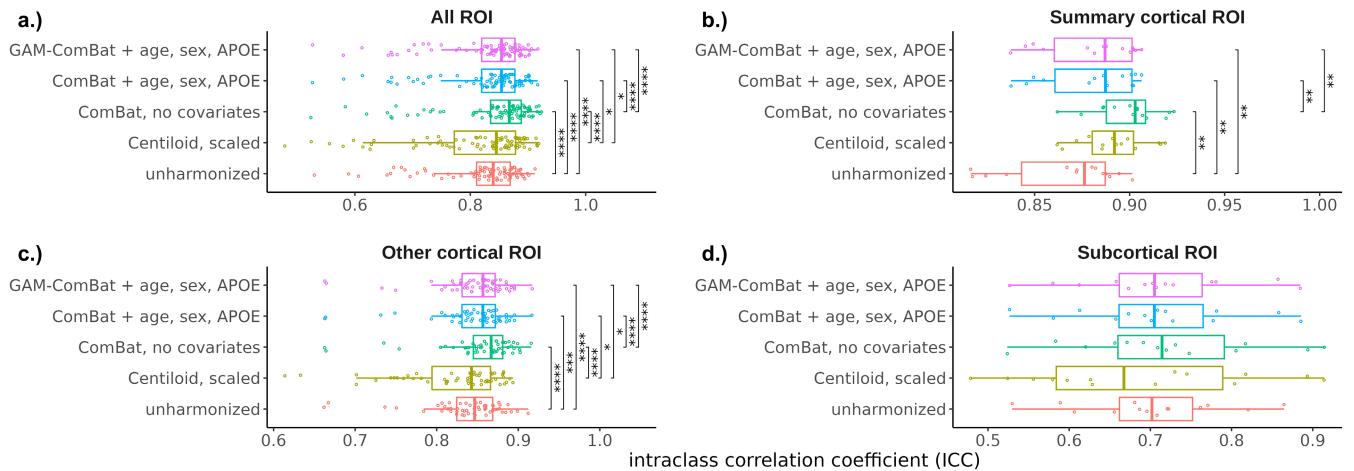 a.)
All ROI
GAM-ComBat + age, sex, APOE
ComBat + age, sex, APOE
ComBat, no covariates
Centiloid, scaled
unharmonized
**** **** **** **** * * **** ****
0.6 0.8 1.0
b.)
Summary cortical ROI
GAM-ComBat + age, sex, APOE
ComBat + age, sex, APOE
ComBat, no covariates
Centiloid, scaled
unharmonized
** ** ** ** **
0.85 0.90 0.95 1.00
c.)
Other cortical ROI
GAM-ComBat + age, sex, APOE
ComBat + age, sex, APOE
ComBat, no covariates
Centiloid, scaled
unharmonized
**** *** **** **** * * **** ****
0.6 0.7 0.8 0.9 1.0
d.)
Subcortical ROI
GAM-ComBat + age, sex, APOE
ComBat + age, sex, APOE
ComBat, no covariates
Centiloid, scaled
unharmonized
0.5 0.6 0.7 0.8 0.9
intraclass correlation coefficient (ICC)